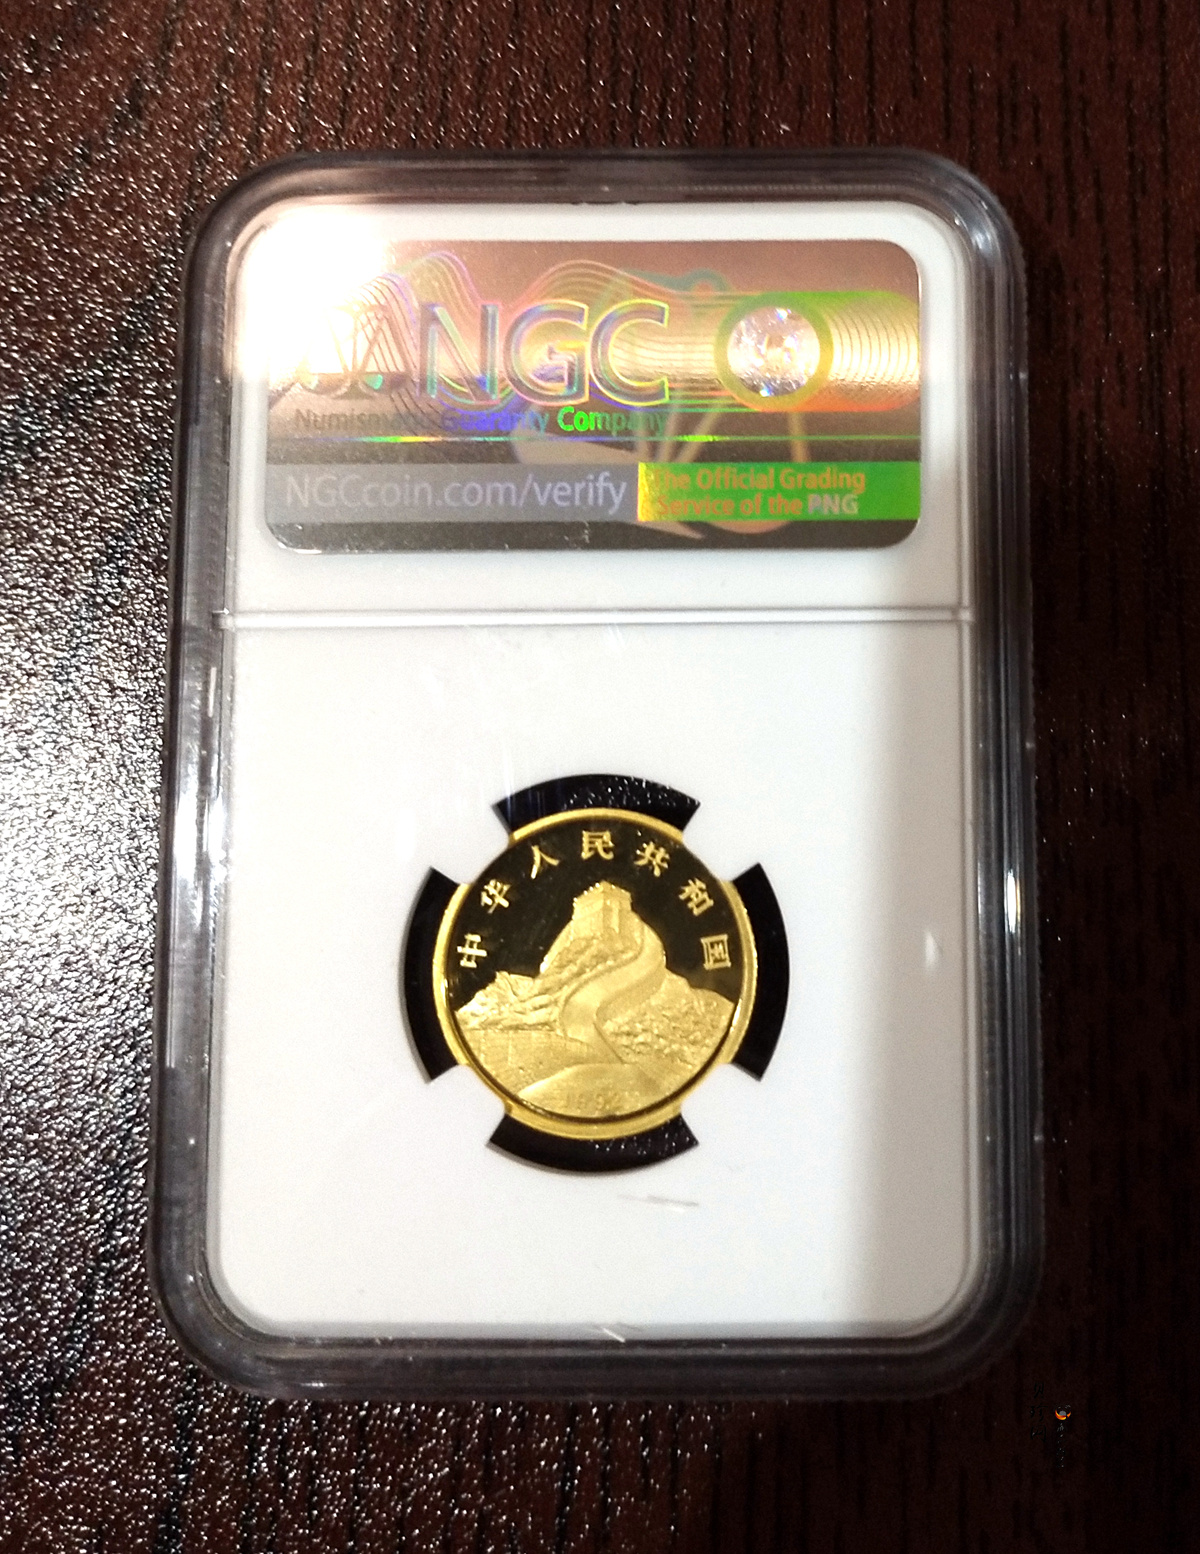 NGC
Numismatic Guaranty Company
NGCcoin.com/verify
The Official Grading
Service of the PNG
中华人民共和国